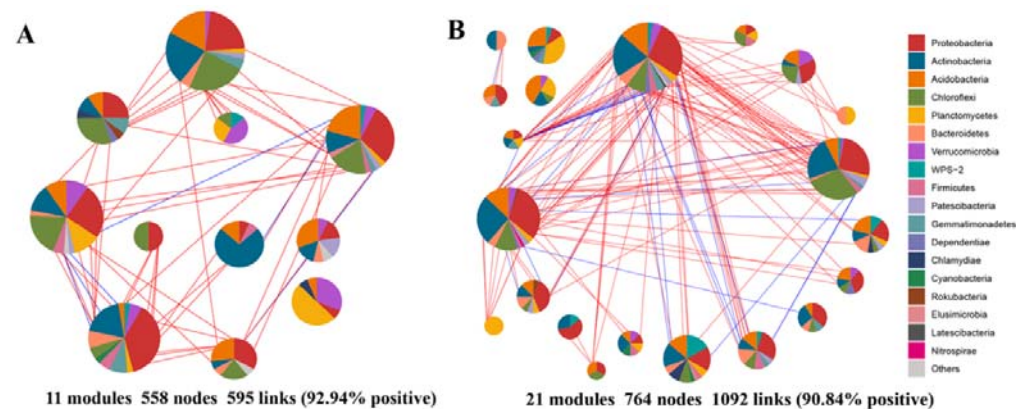 A
B
Proteobacteria
Actinobacteria
Acidobacteria
Chloroflexi
Planctomycetes
Bacteroidetes
Verrucomicrobia
WPS-2
Firmicutes
Patescibacteria
Gemmatimonadetes
Dependentiae
Chlamydiae
Cyanobacteria
Rokubacteria
Elusimicrobia
Latescibacteria
Nitrospirae
Others
11 modules 558 nodes 595 links (92.94% positive)
21 modules 764 nodes 1092 links (90.84% positive)